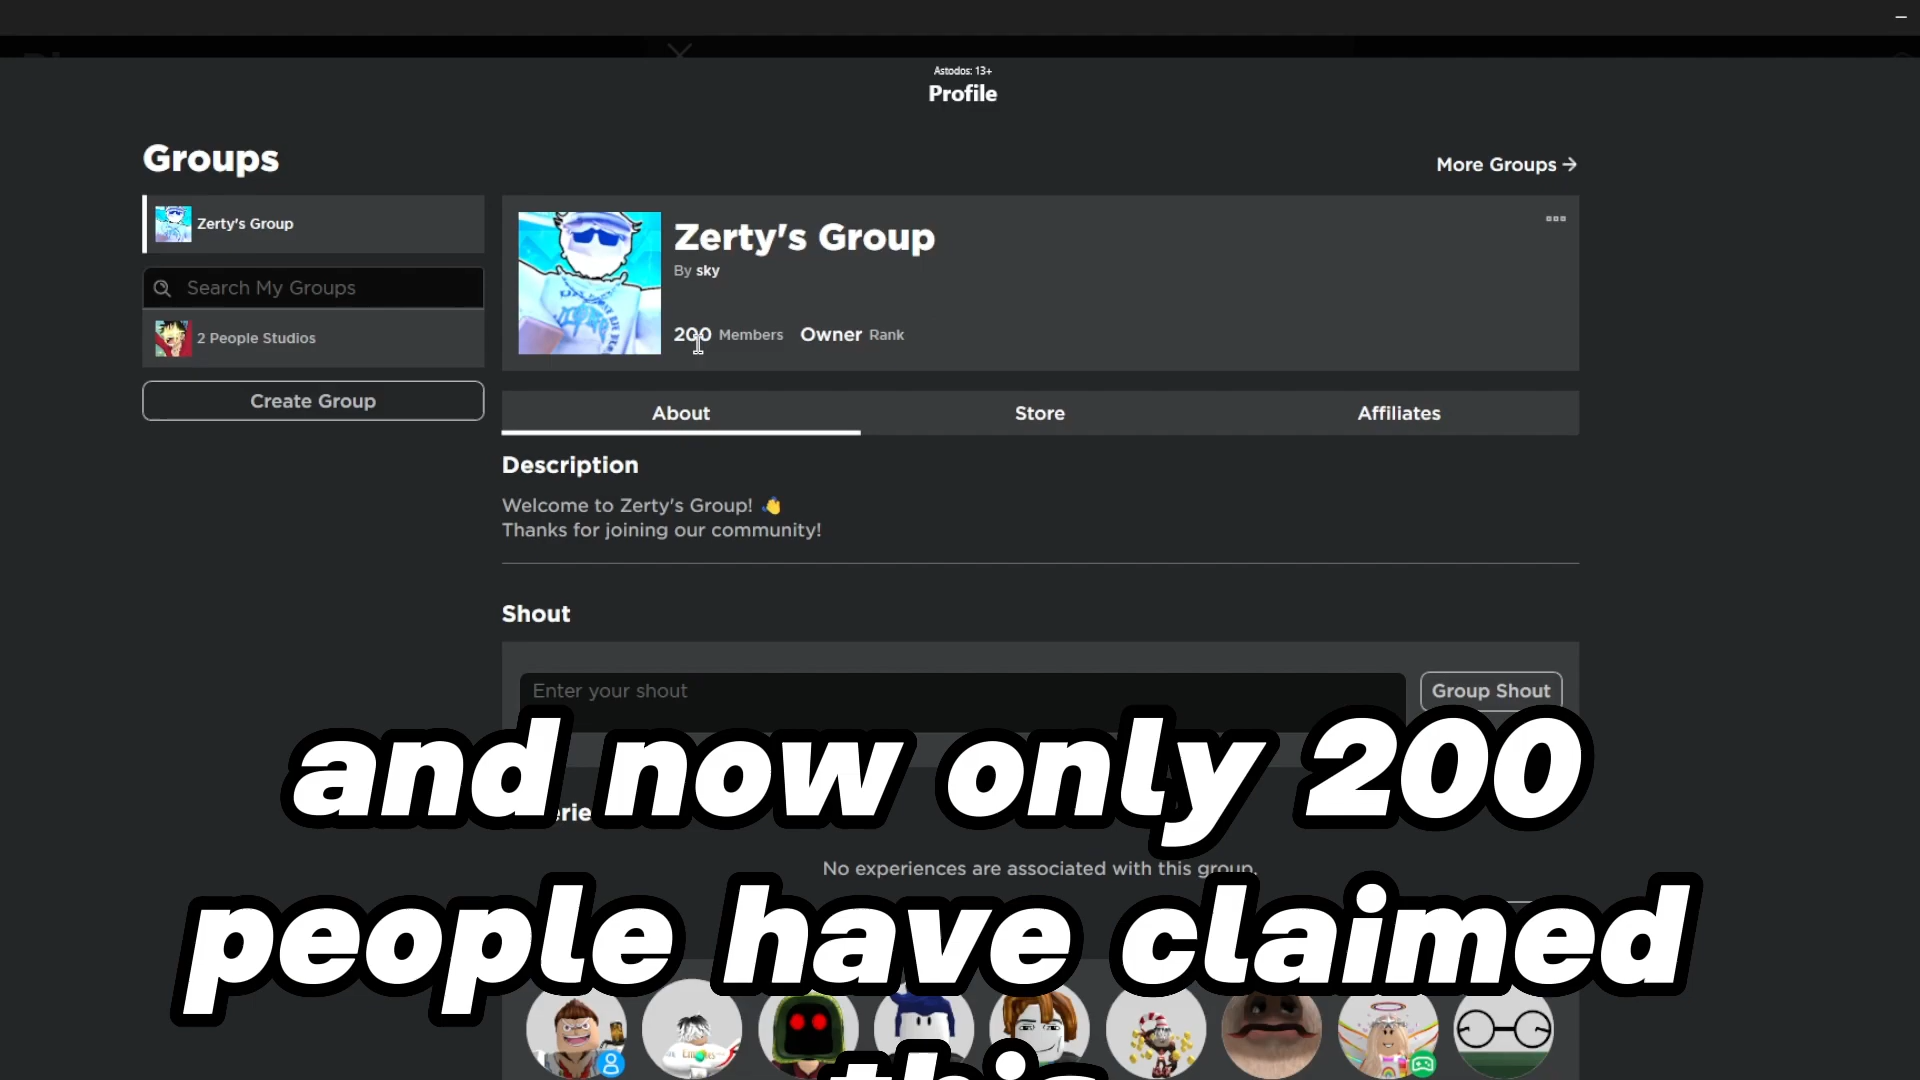 Astodos: 13+
Profile
Groups
More Groups →
Zerty's Group
Search My Groups
2 People Studios
Create Group
Zerty's Group
By sky
200 Members Owner Rank
About Store Affiliates
Description
Welcome to Zerty's Group! 👋
Thanks for joining our community!
Shout
Enter your shout
Group Shout
and now only 200
No experiences are associated with this group.
people have claimed
this